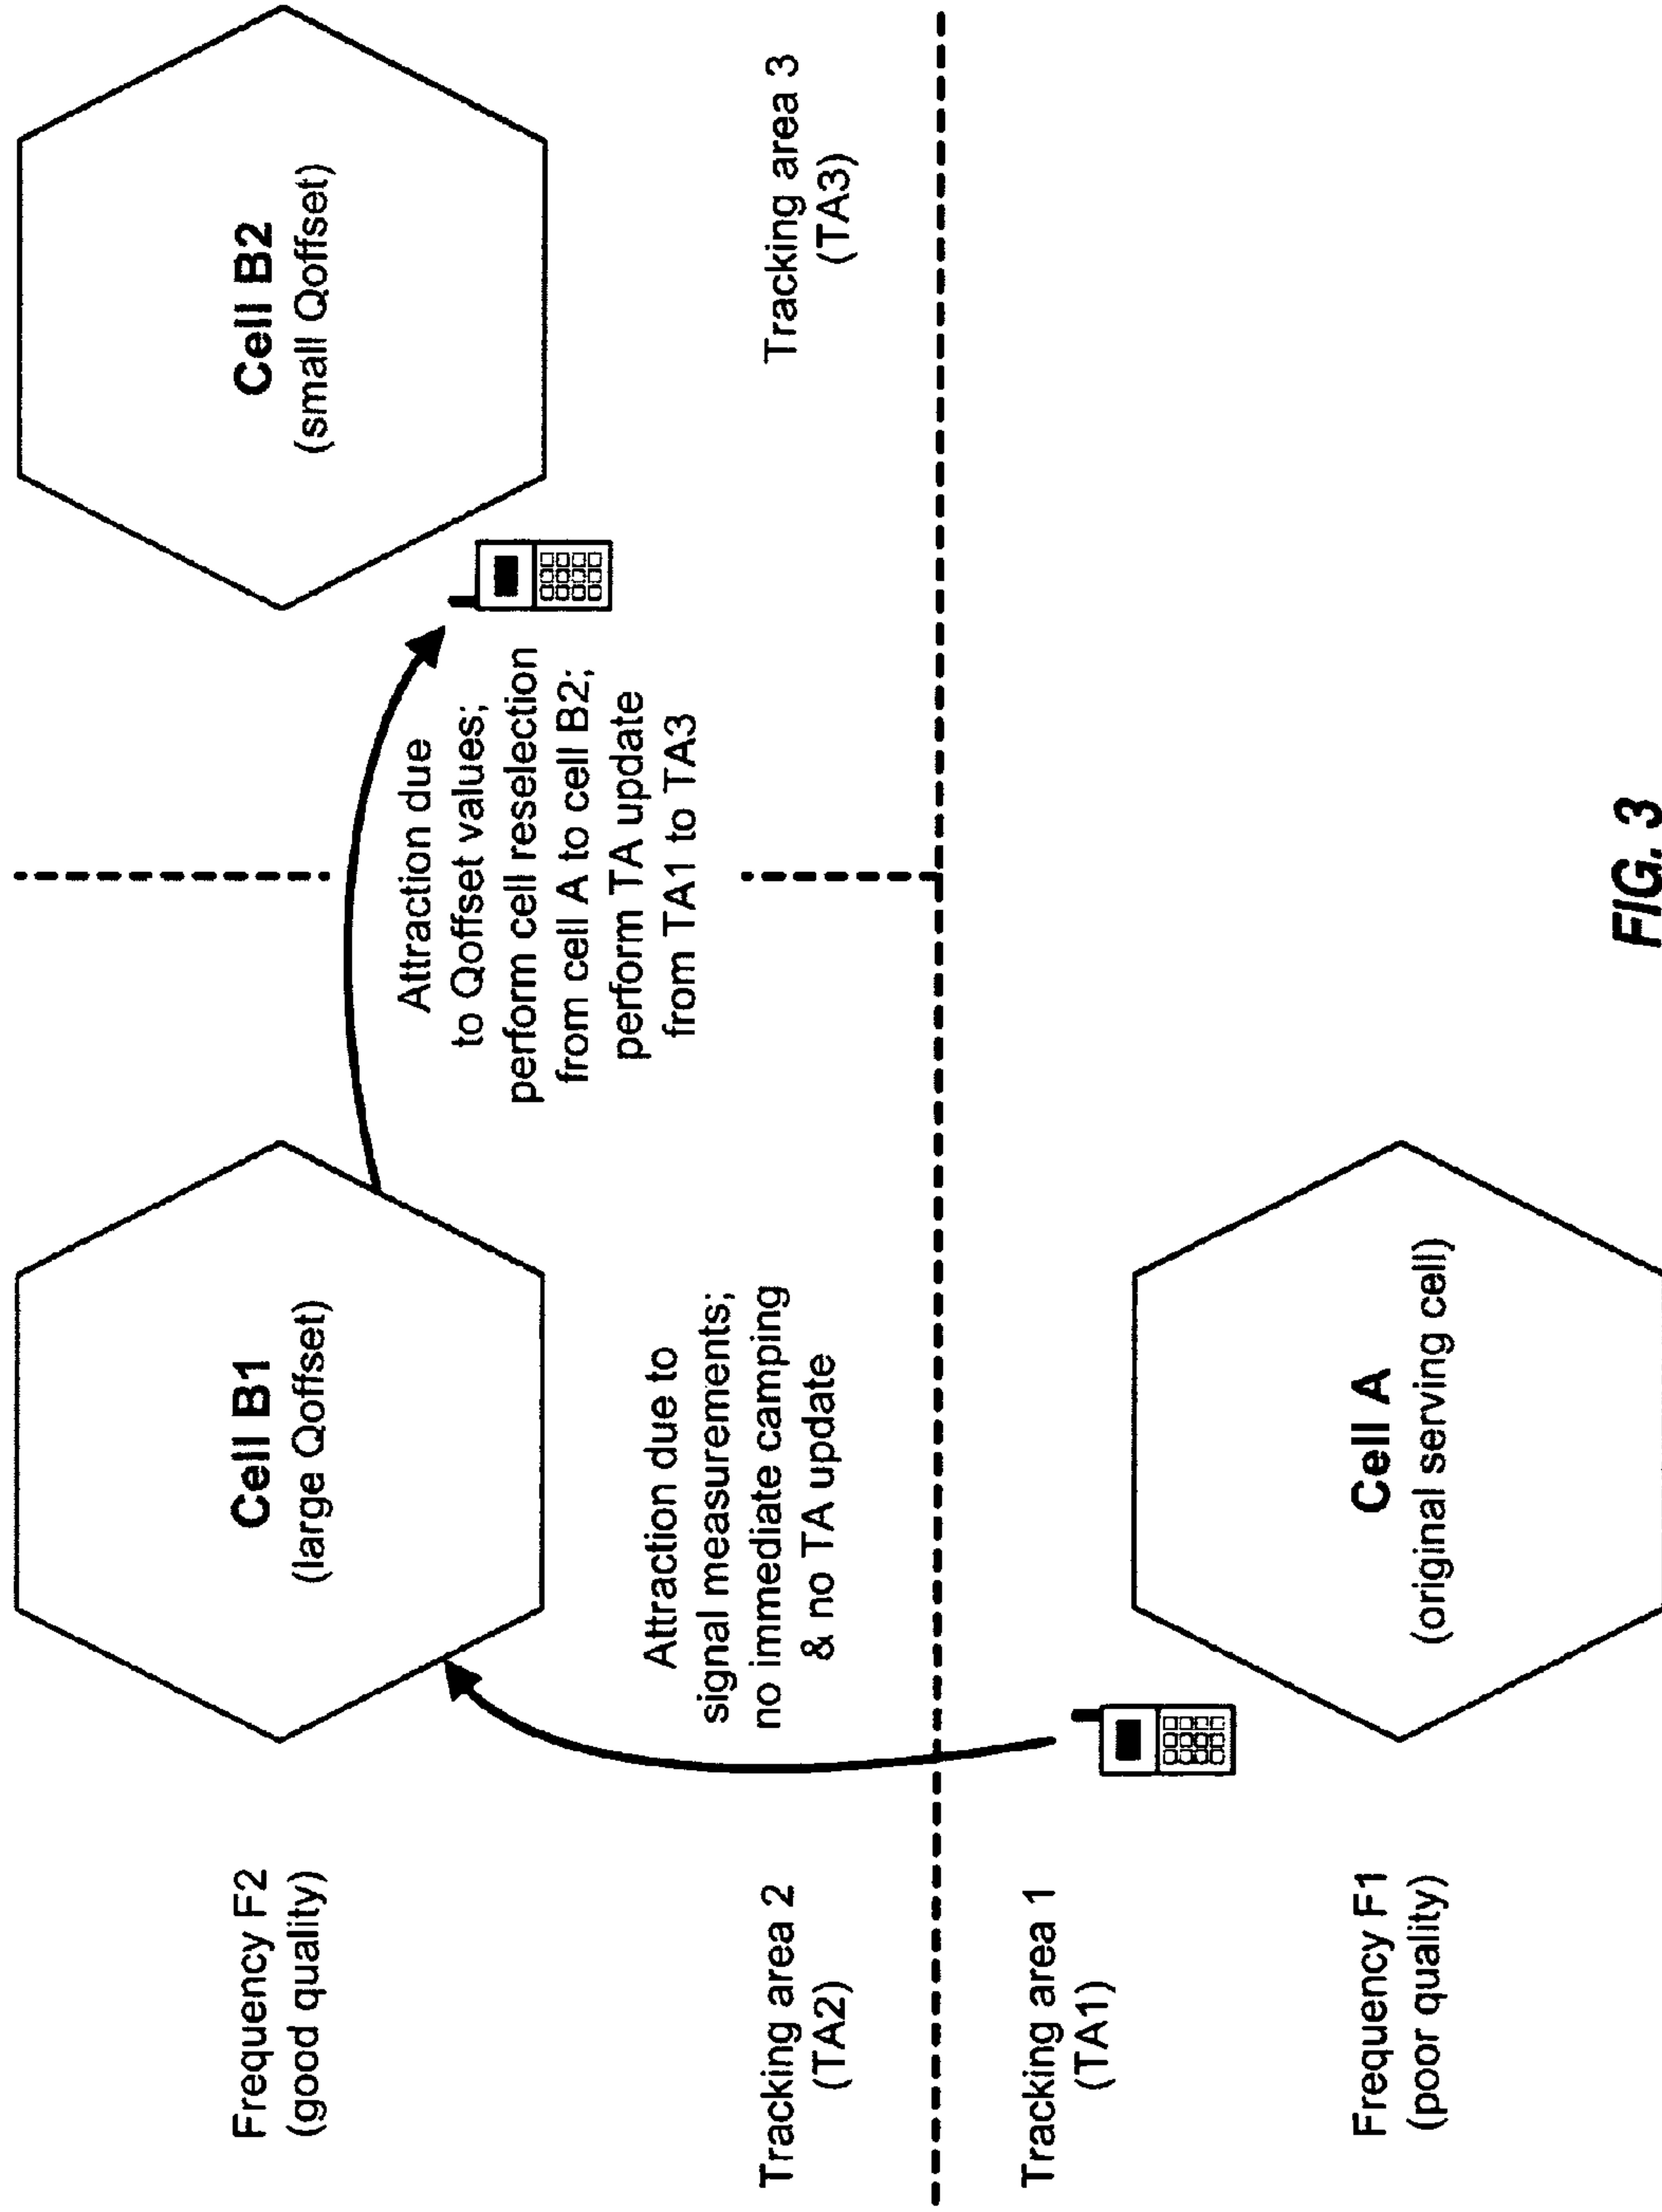 Frequency F2
(good quality)
Cell B1
(large Qoffset)
Cell B2
(small Qoffset)
Attraction due
to Qoffset values;
perform cell reselection
from cell A to cell B2;
perform TA update
from TA1 to TA3
Attraction due to
signal measurements;
no immediate camping
& no TA update
Tracking area 2
(TA2)
Tracking area 3
(TA3)
Tracking area 1
(TA1)
Frequency F1
(poor quality)
Cell A
(original serving cell)
FIG. 3